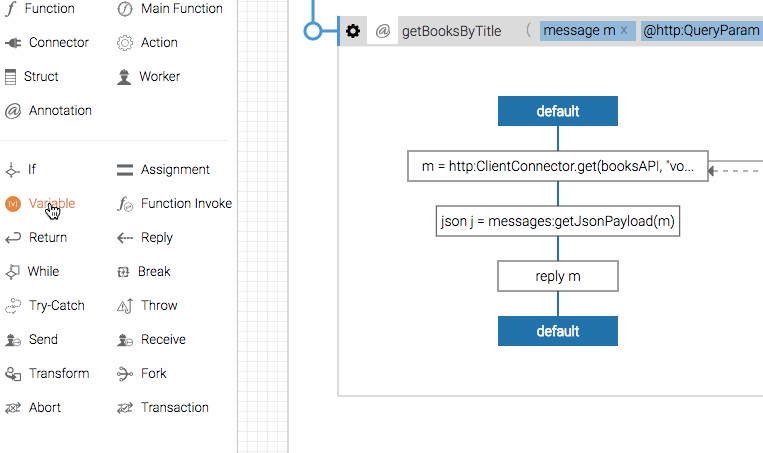 Function Main Function
Connector Action
Struct Worker
@ Annotation
If Assignment
Variable Function Invoke
Return Reply
While Break
Try-Catch Throw
Send Receive
Transform Fork
Abort Transaction
@ getBooksByTitle ( message m x @http:QueryParam
default
m = http:ClientConnector.get(booksAPI, "vo...
json j = messages:getJsonPayload(m)
reply m
default